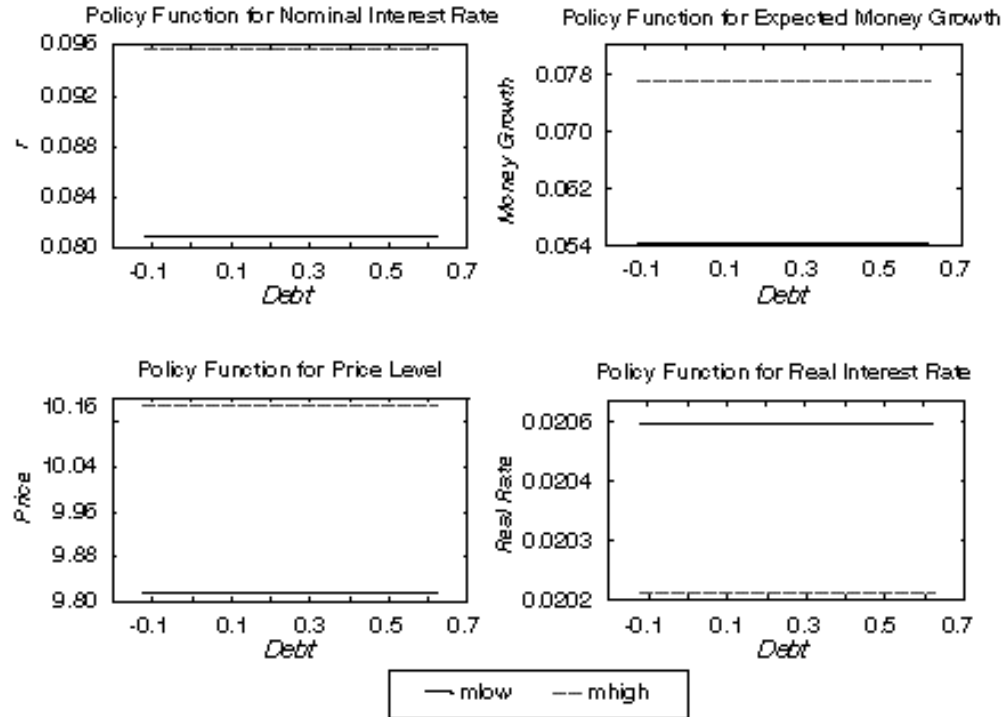 Policy Function for Nominal Interest Rate
0.096
0.092
0.088
0.084
0.080
r
-0.1 0.1 0.3 0.5 0.7
Debt
Policy Function for Expected Money Growth
0.078
0.070
0.062
0.054
Money Growth
-0.1 0.1 0.3 0.5 0.7
Debt
Policy Function for Price Level
10.16
10.04
9.96
9.88
9.80
Price
-0.1 0.1 0.3 0.5 0.7
Debt
Policy Function for Real Interest Rate
0.0206
0.0204
0.0203
0.0202
Real Rate
-0.1 0.1 0.3 0.5 0.7
Debt
mlow mhigh